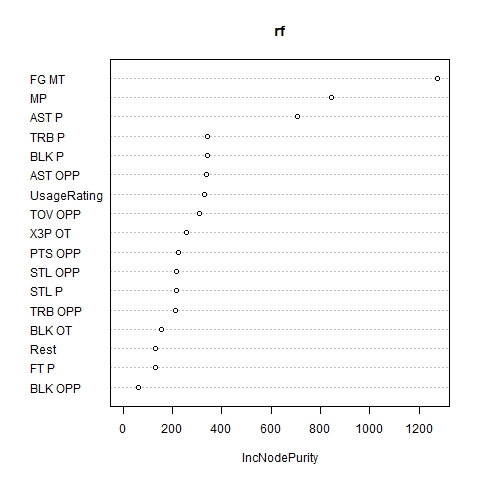 rf
FG MT
MP
AST P
TRB P
BLK P
AST OPP
UsageRating
TOV OPP
X3P OT
PTS OPP
STL OPP
STL P
TRB OPP
BLK OT
Rest
FT P
BLK OPP
0 200 400 600 800 1000 1200
IncNodePurity